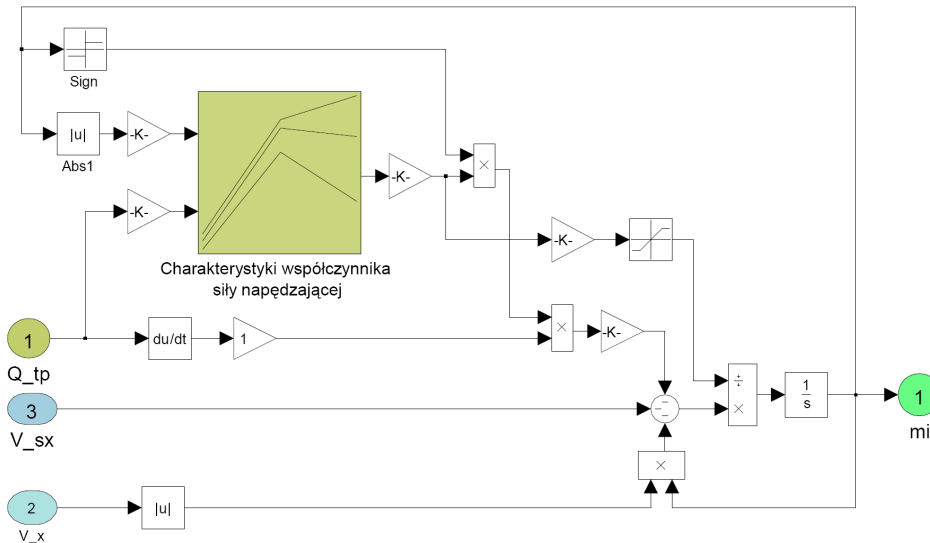 Sign
|u|
Abs1
-K-
-K-
-K-
×
-K-
Charakterystyki współczynnika
siły napędzającej
1
Q_tp
du/dt
1
×
-K-
3
V_sx
÷
×
1
s
1
mi
×
2
V_x
|u|